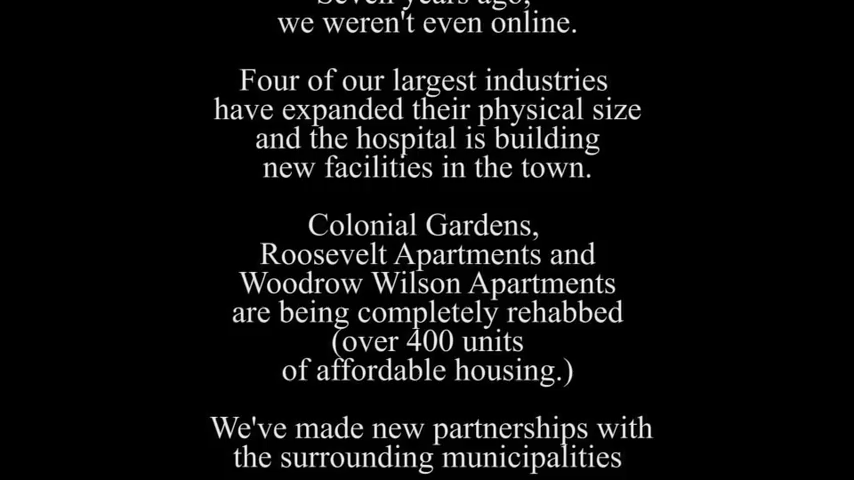 Seven years ago,
we weren't even online.
Four of our largest industries
have expanded their physical size
and the hospital is building
new facilities in the town.
Colonial Gardens,
Roosevelt Apartments and
Woodrow Wilson Apartments
are being completely rehabbed
(over 400 units
of affordable housing.)
We've made new partnerships with
the surrounding municipalities